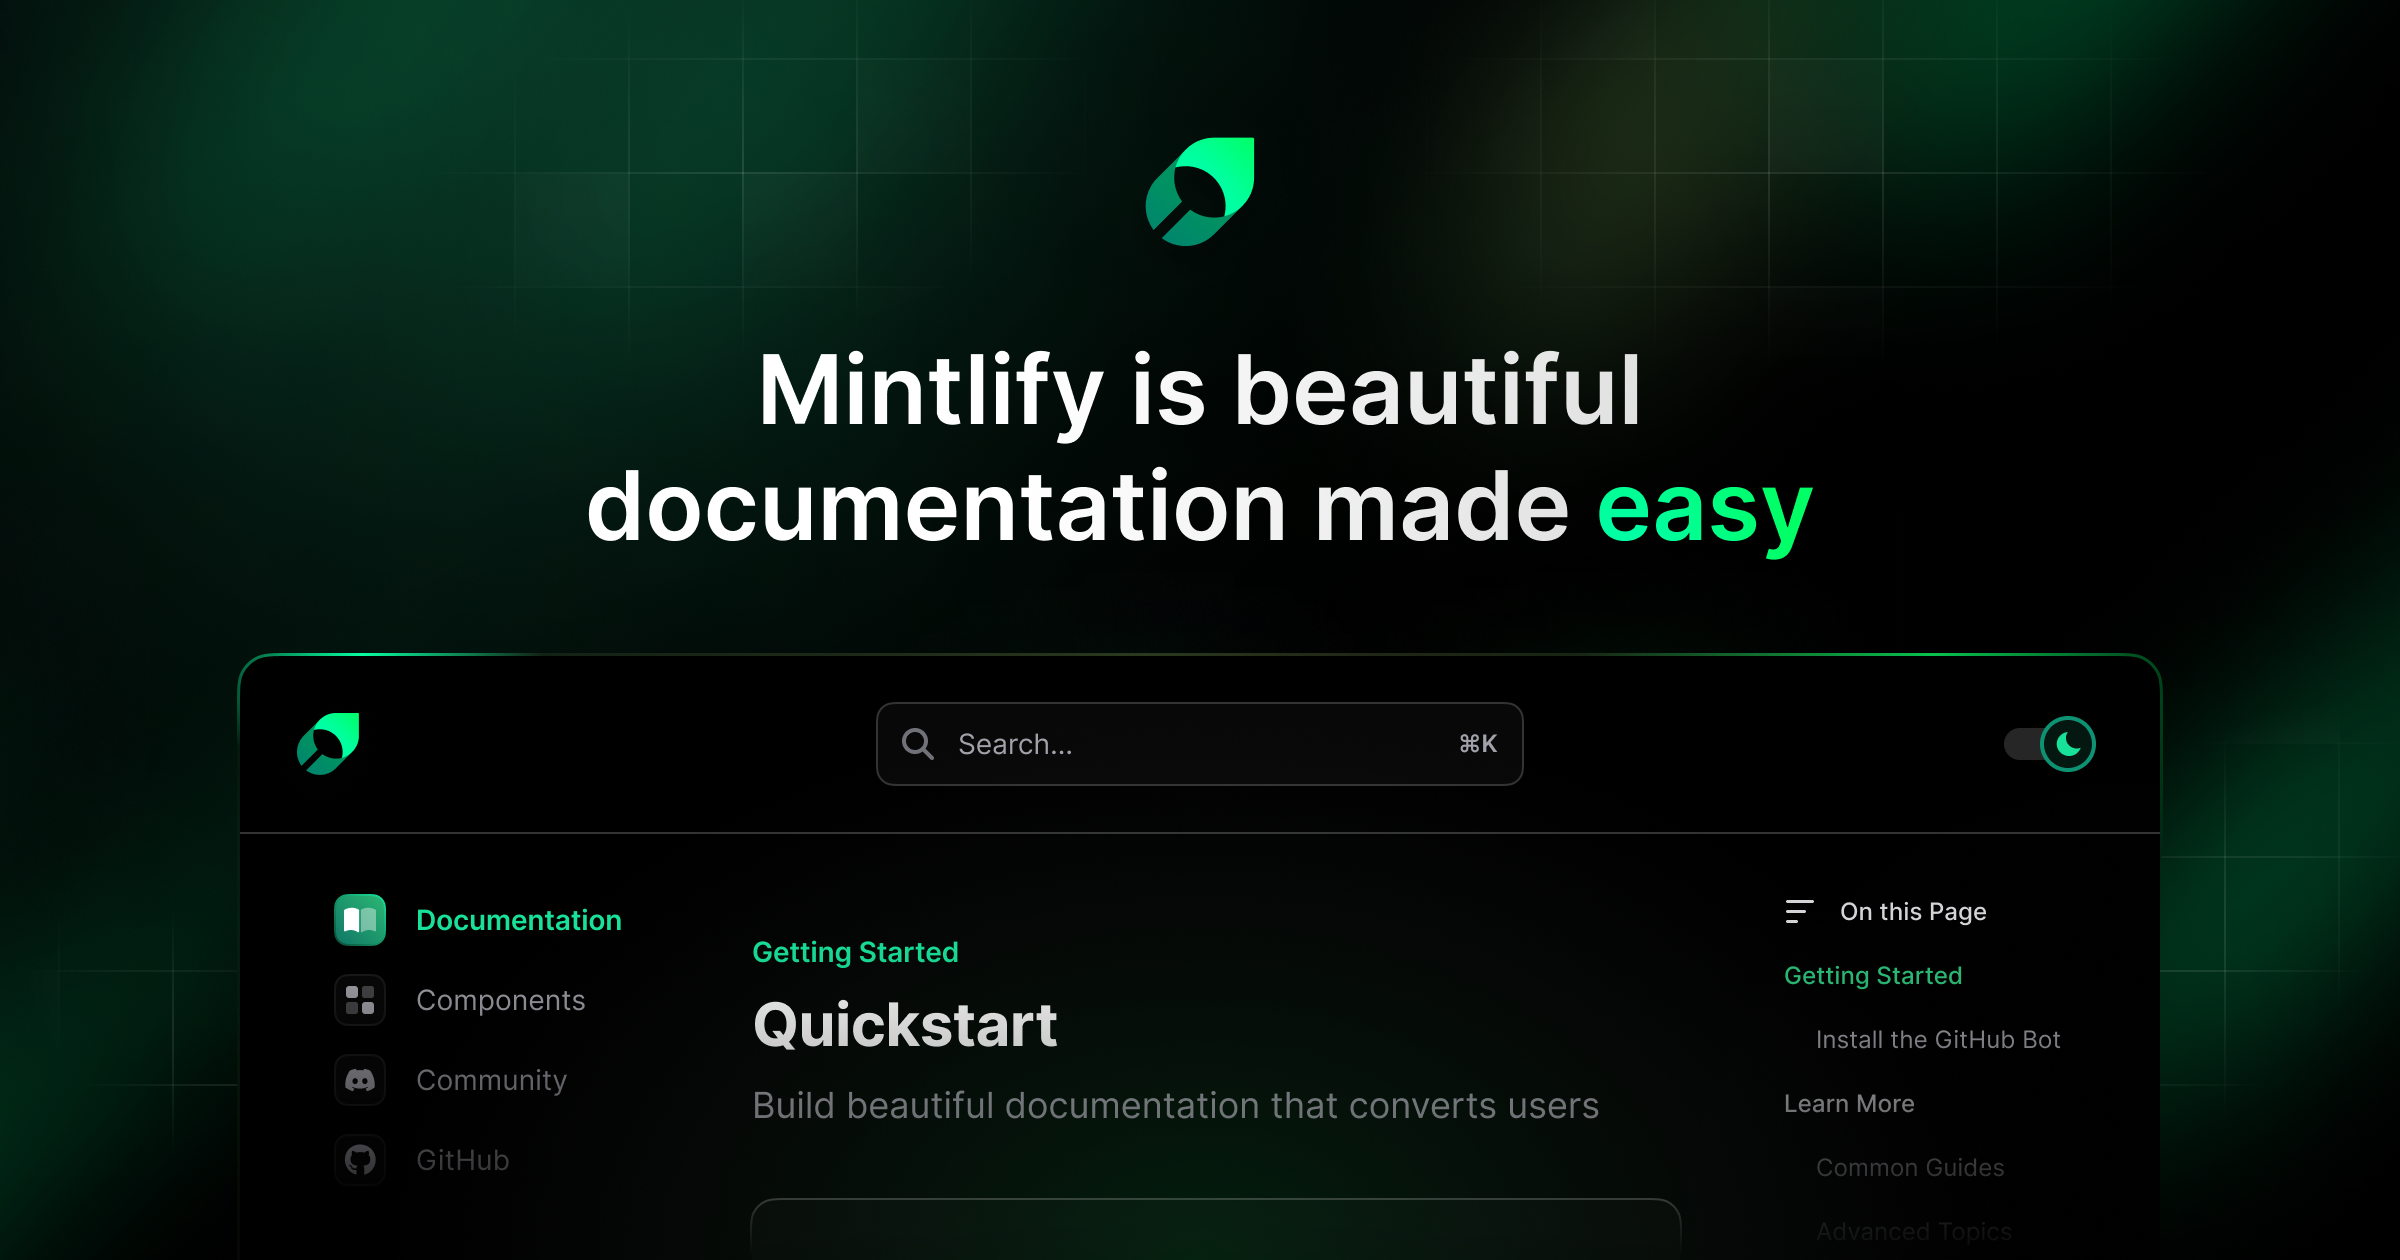 Mintlify is beautiful
documentation made easy
Search...
⌘K
Documentation
Components
Community
GitHub
Getting Started
Quickstart
Build beautiful documentation that converts users
On this Page
Getting Started
Install the GitHub Bot
Learn More
Common Guides
Advanced Topics